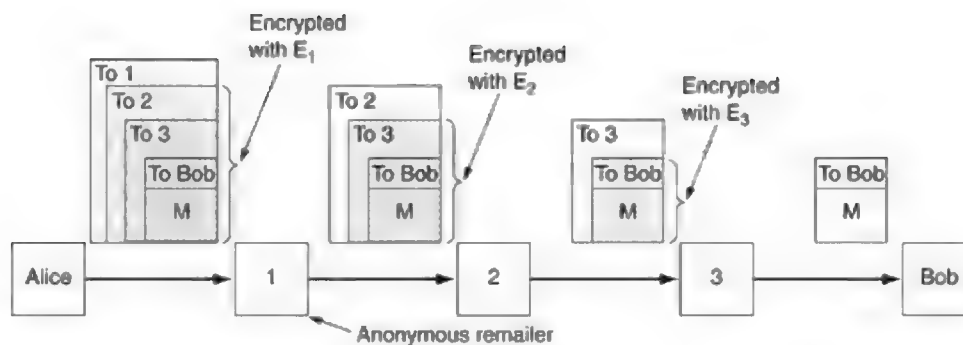 Encrypted
with E1
Encrypted
with E2
Encrypted
with E3
To 1
To 2
To 3
To Bob
M
To 2
To 3
To Bob
M
To 3
To Bob
M
To Bob
M
Alice
1
2
3
Bob
Anonymous remailer